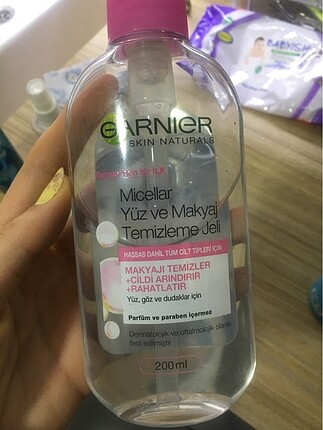 GARNIER
SKIN NATURALS
Micellar
Yüz ve Makyaj
Temizleme Jeli
HASSAS DAHİL TÜM CİLT TİPLERİ İÇİN
MAKYAJI TEMİZLER
+CİLDİ ARINDIRIR
+RAHATLATIR
Yüz, göz ve dudaklar için
Parfüm ve paraben içermez
Dermatolojik ve oftalmolojik olarak
test edilmiştir
200ml